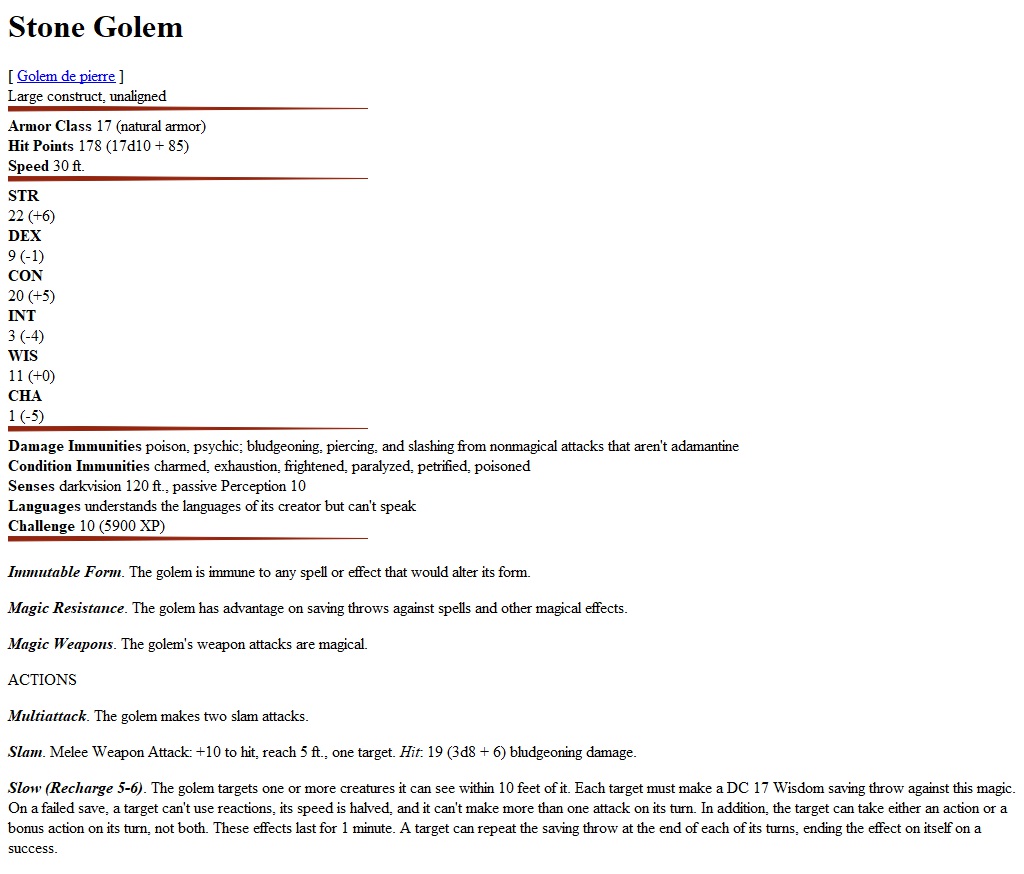 Stone Golem
[ Golem de pierre ]
Large construct, unaligned
Armor Class 17 (natural armor)
Hit Points 178 (17d10 + 85)
Speed 30 ft.
STR
22 (+6)
DEX
9 (-1)
CON
20 (+5)
INT
3 (-4)
WIS
11 (+0)
CHA
1 (-5)
Damage Immunities poison, psychic; bludgeoning, piercing, and slashing from nonmagical attacks that aren't adamantine
Condition Immunities charmed, exhaustion, frightened, paralyzed, petrified, poisoned
Senses darkvision 120 ft., passive Perception 10
Languages understands the languages of its creator but can't speak
Challenge 10 (5900 XP)
Immutable Form. The golem is immune to any spell or effect that would alter its form.
Magic Resistance. The golem has advantage on saving throws against spells and other magical effects.
Magic Weapons. The golem's weapon attacks are magical.
ACTIONS
Multiattack. The golem makes two slam attacks.
Slam. Melee Weapon Attack: +10 to hit, reach 5 ft., one target. Hit: 19 (3d8 + 6) bludgeoning damage.
Slow (Recharge 5-6). The golem targets one or more creatures it can see within 10 feet of it. Each target must make a DC 17 Wisdom saving throw against this magic.
On a failed save, a target can't use reactions, its speed is halved, and it can't make more than one attack on its turn. In addition, the target can take either an action or a
bonus action on its turn, not both. These effects last for 1 minute. A target can repeat the saving throw at the end of each of its turns, ending the effect on itself on a
success.